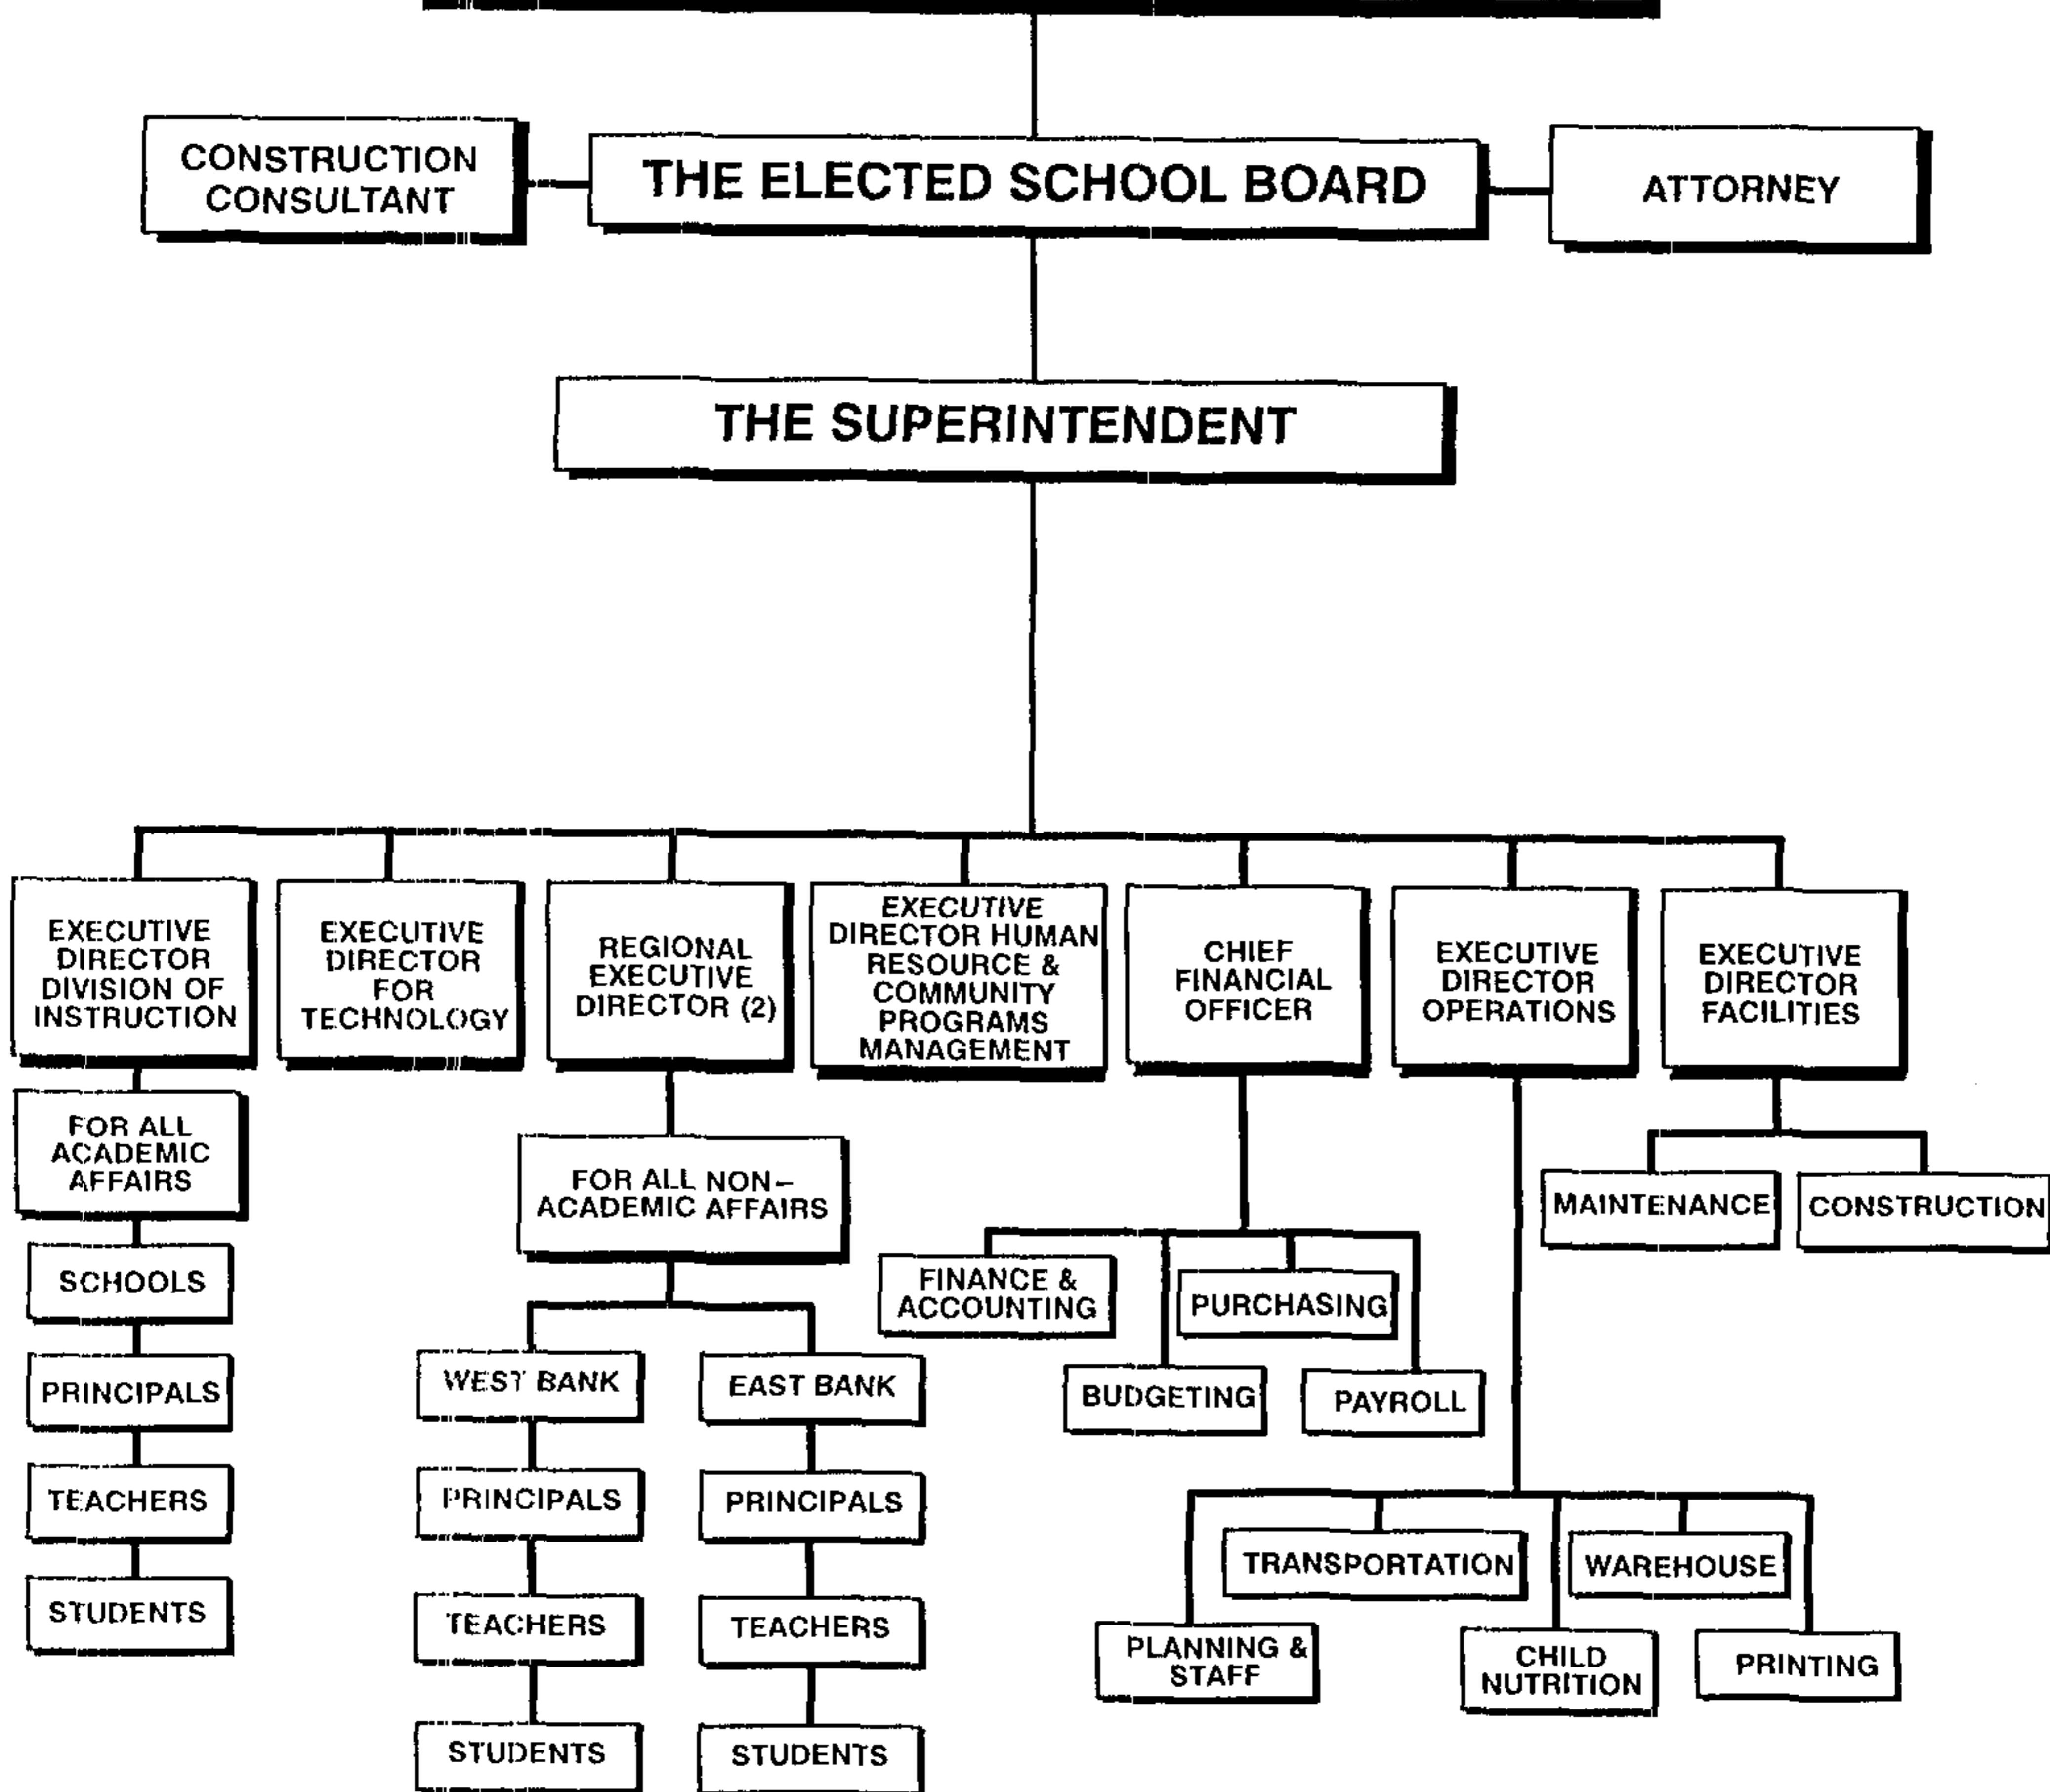 CONSTRUCTION
CONSULTANT
THE ELECTED SCHOOL BOARD
ATTORNEY
THE SUPERINTENDENT
EXECUTIVE
DIRECTOR
DIVISION OF
INSTRUCTION
EXECUTIVE
DIRECTOR
FOR
TECHNOLOGY
REGIONAL
EXECUTIVE
DIRECTOR (2)
EXECUTIVE
DIRECTOR HUMAN
RESOURCE &
COMMUNITY
PROGRAMS
MANAGEMENT
CHIEF
FINANCIAL
OFFICER
EXECUTIVE
DIRECTOR
OPERATIONS
EXECUTIVE
DIRECTOR
FACILITIES
FOR ALL
ACADEMIC
AFFAIRS
SCHOOLS
PRINCIPALS
TEACHERS
STUDENTS
FOR ALL NON-
ACADEMIC AFFAIRS
WEST BANK
PRINCIPALS
TEACHERS
STUDENTS
EAST BANK
PRINCIPALS
TEACHERS
STUDENTS
FINANCE &
ACCOUNTING
PURCHASING
BUDGETING
PAYROLL
MAINTENANCE
CONSTRUCTION
TRANSPORTATION
WAREHOUSE
PLANNING &
STAFF
CHILD
NUTRITION
PRINTING